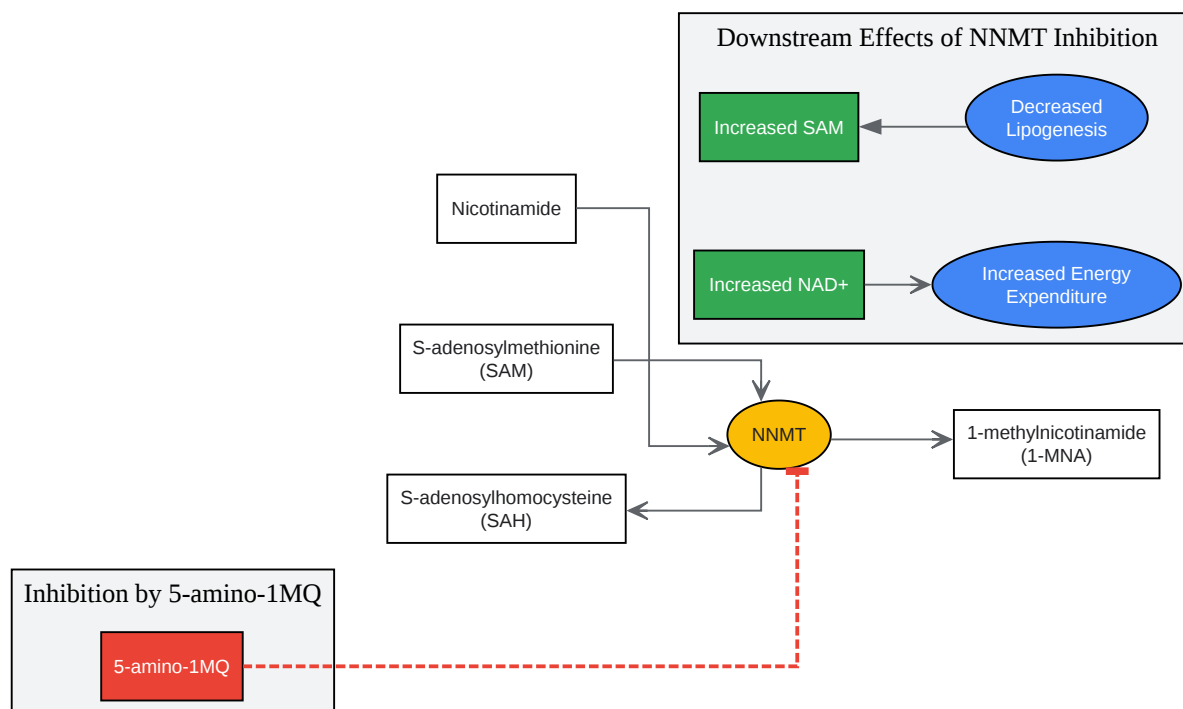 Downstream Effects of NNMT Inhibition
Increased SAM
Decreased
Lipogenesis
Nicotinamide
Increased NAD+
Increased Energy
Expenditure
S-adenosylmethionine
(SAM)
NNMT
1-methylnicotinamide
(1-MNA)
S-adenosylhomocysteine
(SAH)
Inhibition by 5-amino-1MQ
5-amino-1MQ